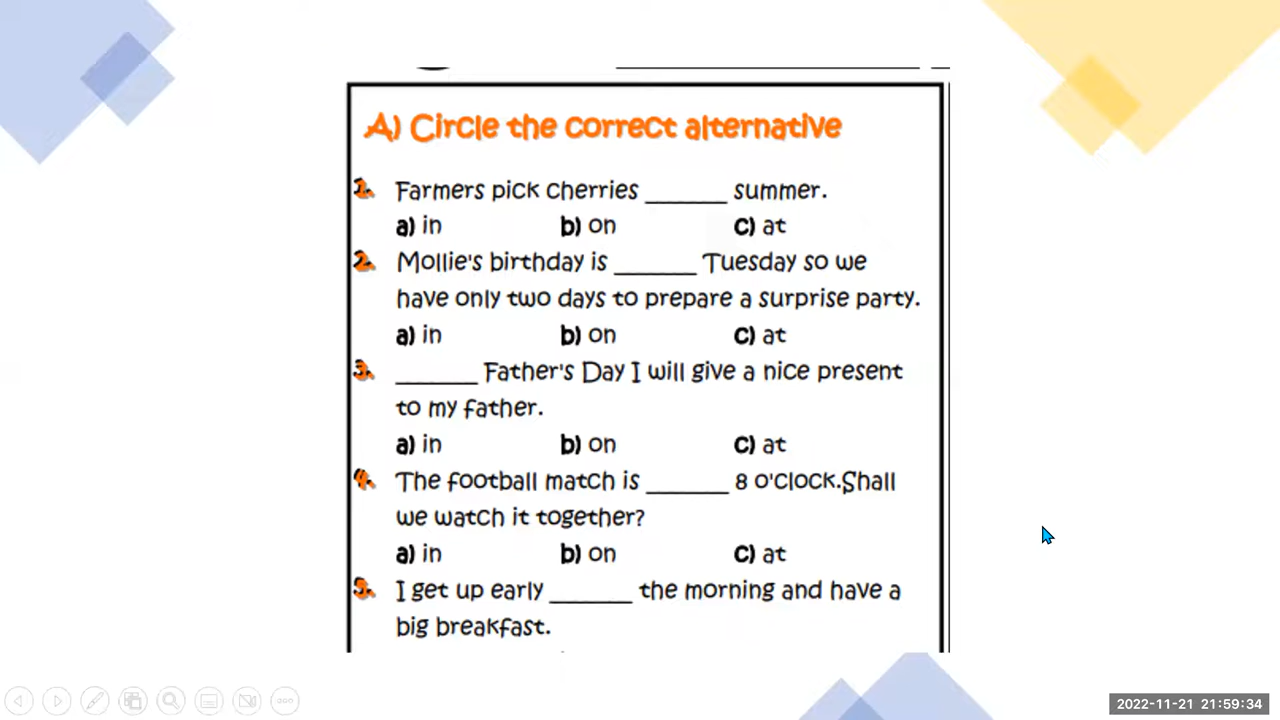 A) Circle the correct alternative
1. Farmers pick cherries _______ summer.
a) in b) on c) at
2. Mollie's birthday is _______ Tuesday so we
have only two days to prepare a surprise party.
a) in b) on c) at
3. _______ Father's Day I will give a nice present
to my father.
a) in b) on c) at
4. The football match is _______ 8 o'clock.Shall
we watch it together?
a) in b) on c) at
5. I get up early _______ the morning and have a
big breakfast.
2022-11-21 21:59:34